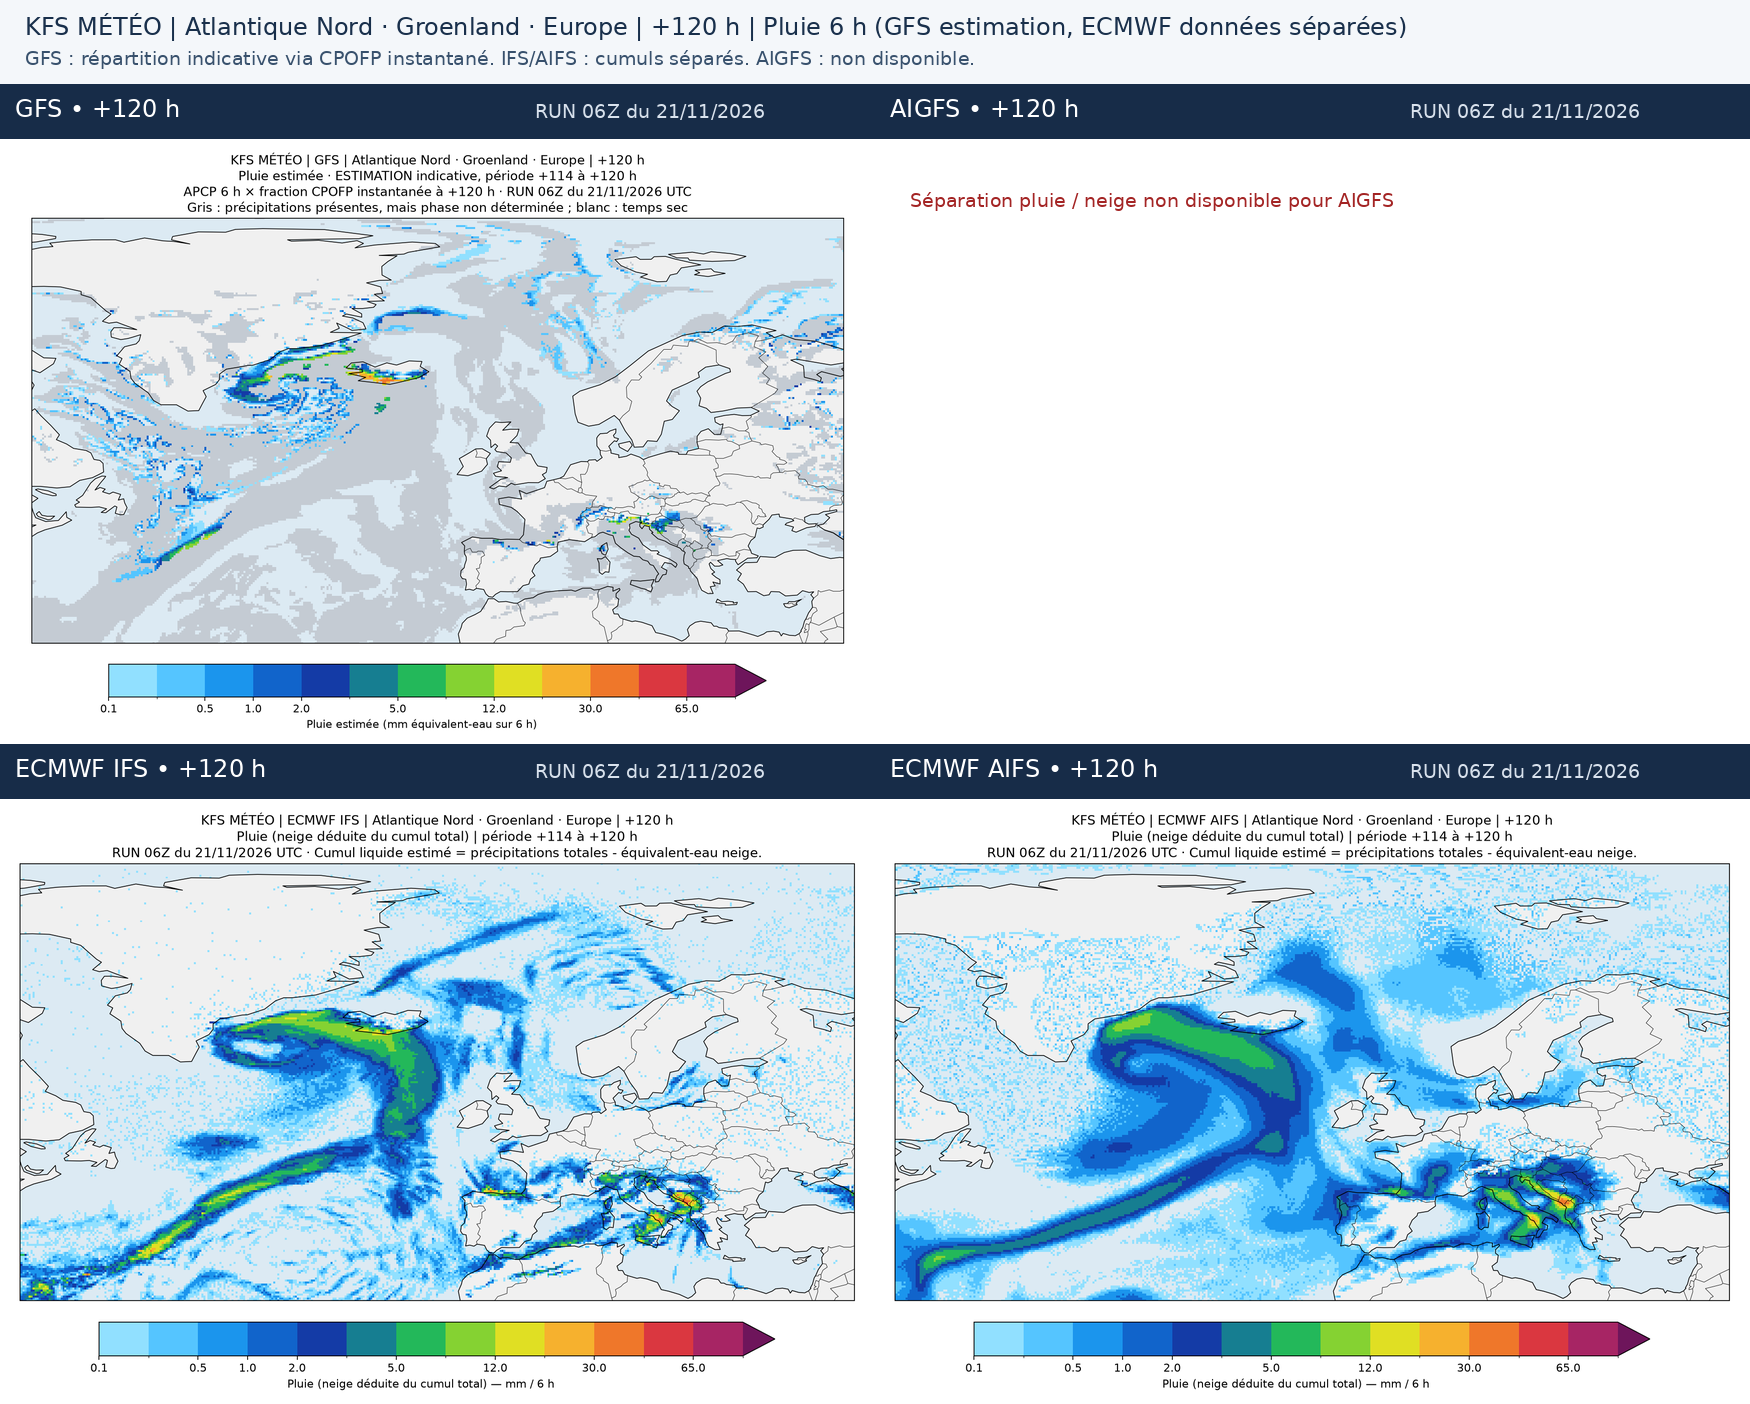 KFS MÉTÉO | Atlantique Nord · Groenland · Europe | +120 h | Pluie 6 h (GFS estimation, ECMWF données séparées)
GFS : répartition indicative via CPOFP instantané. IFS/AIFS : cumuls séparés. AIGFS : non disponible.
GFS • +120 h
RUN 06Z du 21/11/2026
AIGFS • +120 h
RUN 06Z du 21/11/2026
KFS MÉTÉO | GFS | Atlantique Nord · Groenland · Europe | +120 h
Pluie estimée · ESTIMATION indicative, période +114 à +120 h
APCP 6 h × fraction CPOFP instantanée à +120 h · RUN 06Z du 21/11/2026 UTC
Gris : précipitations présentes, mais phase non déterminée ; blanc : temps sec
Séparation pluie / neige non disponible pour AIGFS
0.1 0.5 1.0 2.0 5.0 12.0 30.0 65.0
Pluie estimée (mm équivalent-eau sur 6 h)
ECMWF IFS • +120 h
RUN 06Z du 21/11/2026
ECMWF AIFS • +120 h
RUN 06Z du 21/11/2026
KFS MÉTÉO | ECMWF IFS | Atlantique Nord · Groenland · Europe | +120 h
Pluie (neige déduite du cumul total) | période +114 à +120 h
RUN 06Z du 21/11/2026 UTC · Cumul liquide estimé = précipitations totales - équivalent-eau neige.
KFS MÉTÉO | ECMWF AIFS | Atlantique Nord · Groenland · Europe | +120 h
Pluie (neige déduite du cumul total) | période +114 à +120 h
RUN 06Z du 21/11/2026 UTC · Cumul liquide estimé = précipitations totales - équivalent-eau neige.
0.1 0.5 1.0 2.0 5.0 12.0 30.0 65.0
Pluie (neige déduite du cumul total) — mm / 6 h
0.1 0.5 1.0 2.0 5.0 12.0 30.0 65.0
Pluie (neige déduite du cumul total) — mm / 6 h